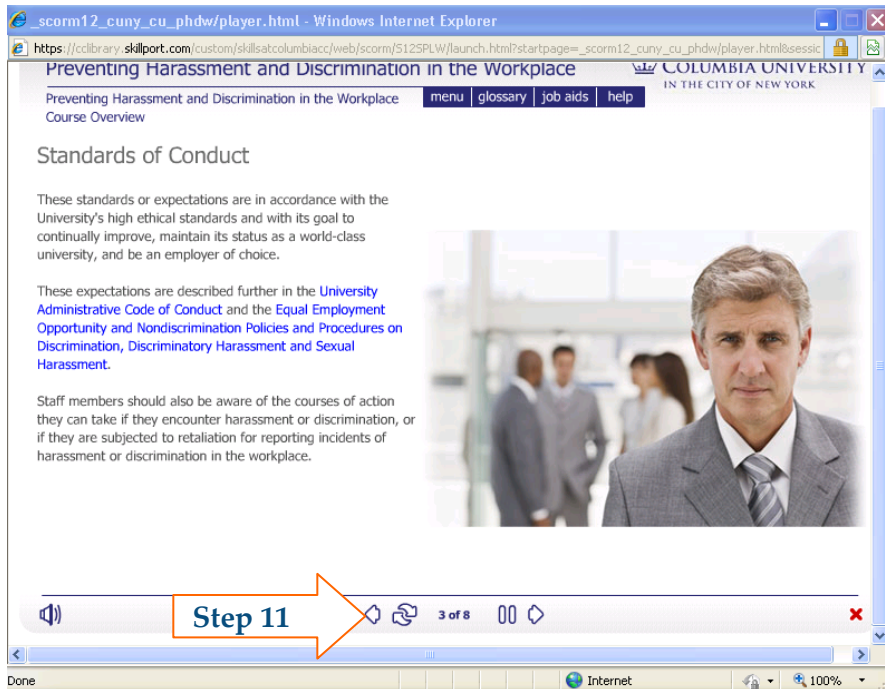 _scorm12_cuny_cu_phdw/player.html - Windows Internet Explorer
https://cclibrary.skillport.com/custom/skillsatcolumbiacc/web/scorm/S12SPLW/launch.html?startpage=_scorm12_cuny_cu_phdw/player.html&sessic
Preventing Harassment and Discrimination in the Workplace
COLUMBIA UNIVERSITY
IN THE CITY OF NEW YORK
Preventing Harassment and Discrimination in the Workplace
Course Overview
menu glossary job aids help
Standards of Conduct
These standards or expectations are in accordance with the
University's high ethical standards and with its goal to
continually improve, maintain its status as a world-class
university, and be an employer of choice.
These expectations are described further in the University
Administrative Code of Conduct and the Equal Employment
Opportunity and Nondiscrimination Policies and Procedures on
Discrimination, Discriminatory Harassment and Sexual
Harassment.
Staff members should also be aware of the courses of action
they can take if they encounter harassment or discrimination, or
if they are subjected to retaliation for reporting incidents of
harassment or discrimination in the workplace.
Step 11
3 of 8
Done
Internet
100%